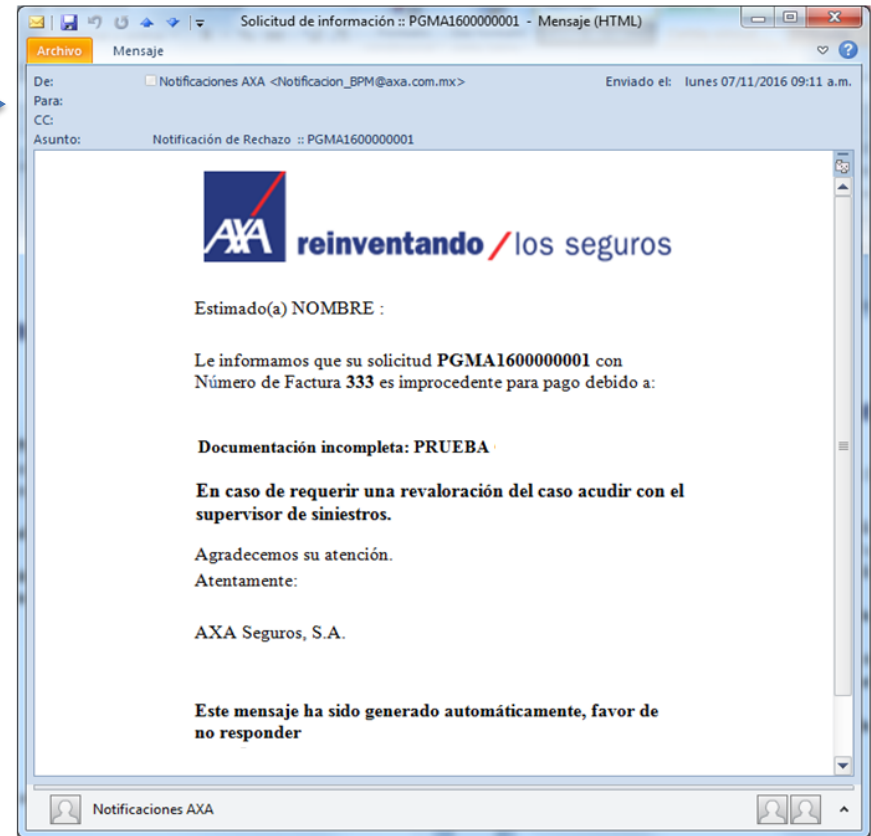 Solicitud de información :: PGMA1600000001 - Mensaje (HTML)
Archivo Mensaje
De: Notificaciones AXA <Notificacion_BPM@axa.com.mx> Enviado el: lunes 07/11/2016 09:11 a.m.
Para:
CC:
Asunto: Notificación de Rechazo :: PGMA1600000001
AXA reinventando / los seguros
Estimado(a) NOMBRE :
Le informamos que su solicitud PGMA1600000001 con
Número de Factura 333 es improcedente para pago debido a:
Documentación incompleta: PRUEBA
En caso de requerir una revaloración del caso acudir con el
supervisor de siniestros.
Agradecemos su atención.
Atentamente:
AXA Seguros, S.A.
Este mensaje ha sido generado automáticamente, favor de
no responder
Notificaciones AXA